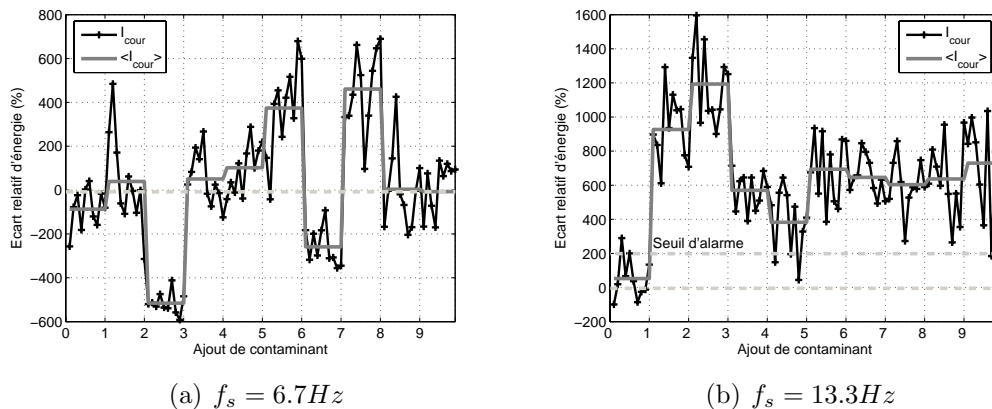 800
600
400
200
0
−200
−400
−600
0 1 2 3 4 5 6 7 8 9
Ecart relatif d'énergie (%)
Ajout de contaminant
I_cour
<I_cour>
(a) f_s = 6.7Hz
1600
1400
1200
1000
800
600
400
200
0
−200
0 1 2 3 4 5 6 7 8 9
Ecart relatif d'énergie (%)
Ajout de contaminant
I_cour
<I_cour>
Seuil d'alarme
(b) f_s = 13.3Hz